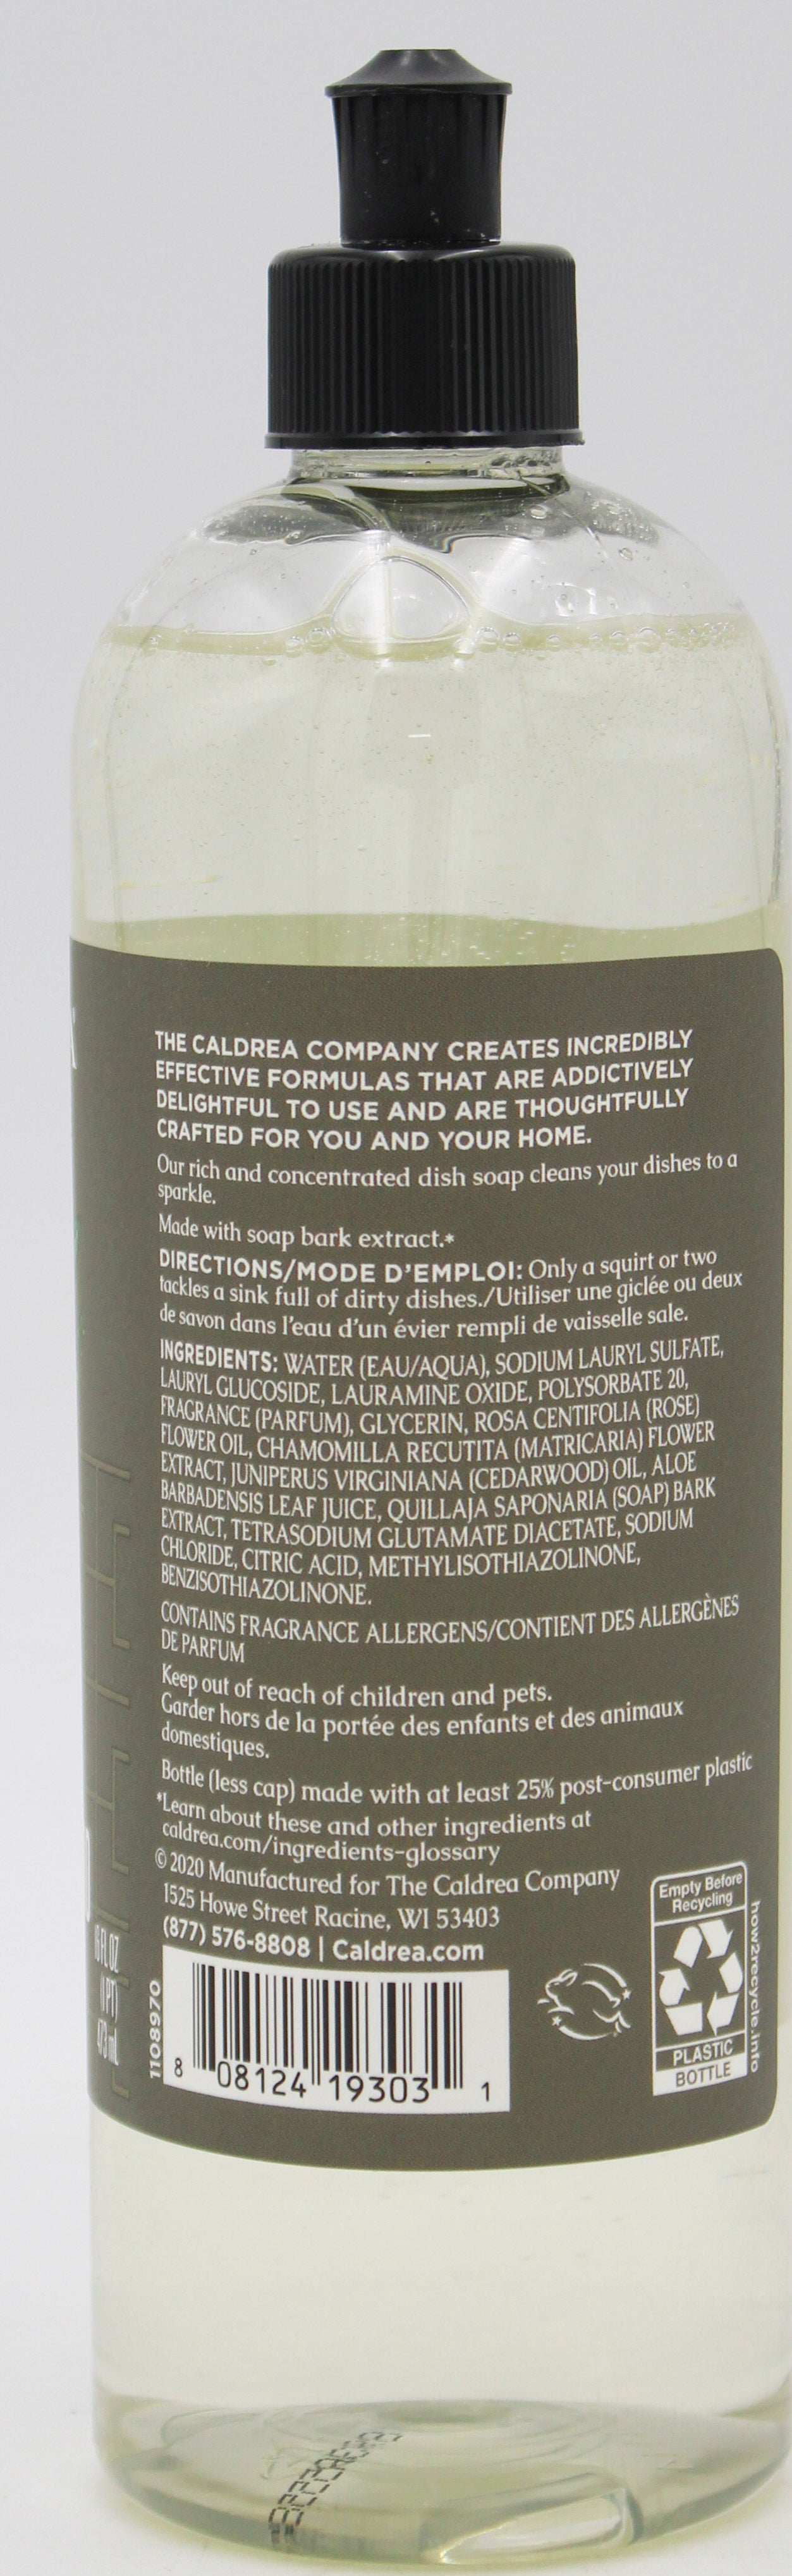 THE CALDREA COMPANY CREATES INCREDIBLY
EFFECTIVE FORMULAS THAT ARE ADDICTIVELY
DELIGHTFUL TO USE AND ARE THOUGHTFULLY
CRAFTED FOR YOU AND YOUR HOME.
Our rich and concentrated dish soap cleans your dishes to a
sparkle.
Made with soap bark extract.*
DIRECTIONS/MODE D'EMPLOI: Only a squirt or two
tackles a sink full of dirty dishes./Utiliser une giclée ou deux
de savon dans l'eau d'un évier rempli de vaisselle sale.
INGREDIENTS: WATER (EAU/AQUA), SODIUM LAURYL SULFATE,
LAURYL GLUCOSIDE, LAURAMINE OXIDE, POLYSORBATE 20,
FRAGRANCE (PARFUM), GLYCERIN, ROSA CENTIFOLIA (ROSE)
FLOWER OIL, CHAMOMILLA RECUTITA (MATRICARIA) FLOWER
EXTRACT, JUNIPERUS VIRGINIANA (CEDARWOOD) OIL, ALOE
BARBADENSIS LEAF JUICE, QUILLAJA SAPONARIA (SOAP) BARK
EXTRACT, TETRASODIUM GLUTAMATE DIACETATE, SODIUM
CHLORIDE, CITRIC ACID, METHYLISOTHIAZOLINONE,
BENZISOTHIAZOLINONE.
CONTAINS FRAGRANCE ALLERGENS/CONTIENT DES ALLERGÈNES
DE PARFUM
Keep out of reach of children and pets.
Garder hors de la portée des enfants et des animaux
domestiques.
Bottle (less cap) made with at least 25% post-consumer plastic
*Learn about these and other ingredients at
caldrea.com/ingredients-glossary
© 2020 Manufactured for The Caldrea Company
1525 Howe Street Racine, WI 53403
(877) 576-8808 | Caldrea.com
16 FL OZ
(1 PT)
473 mL
1108970
8 08124 19303 1
Empty Before
Recycling
PLASTIC
BOTTLE
how2recycle.info